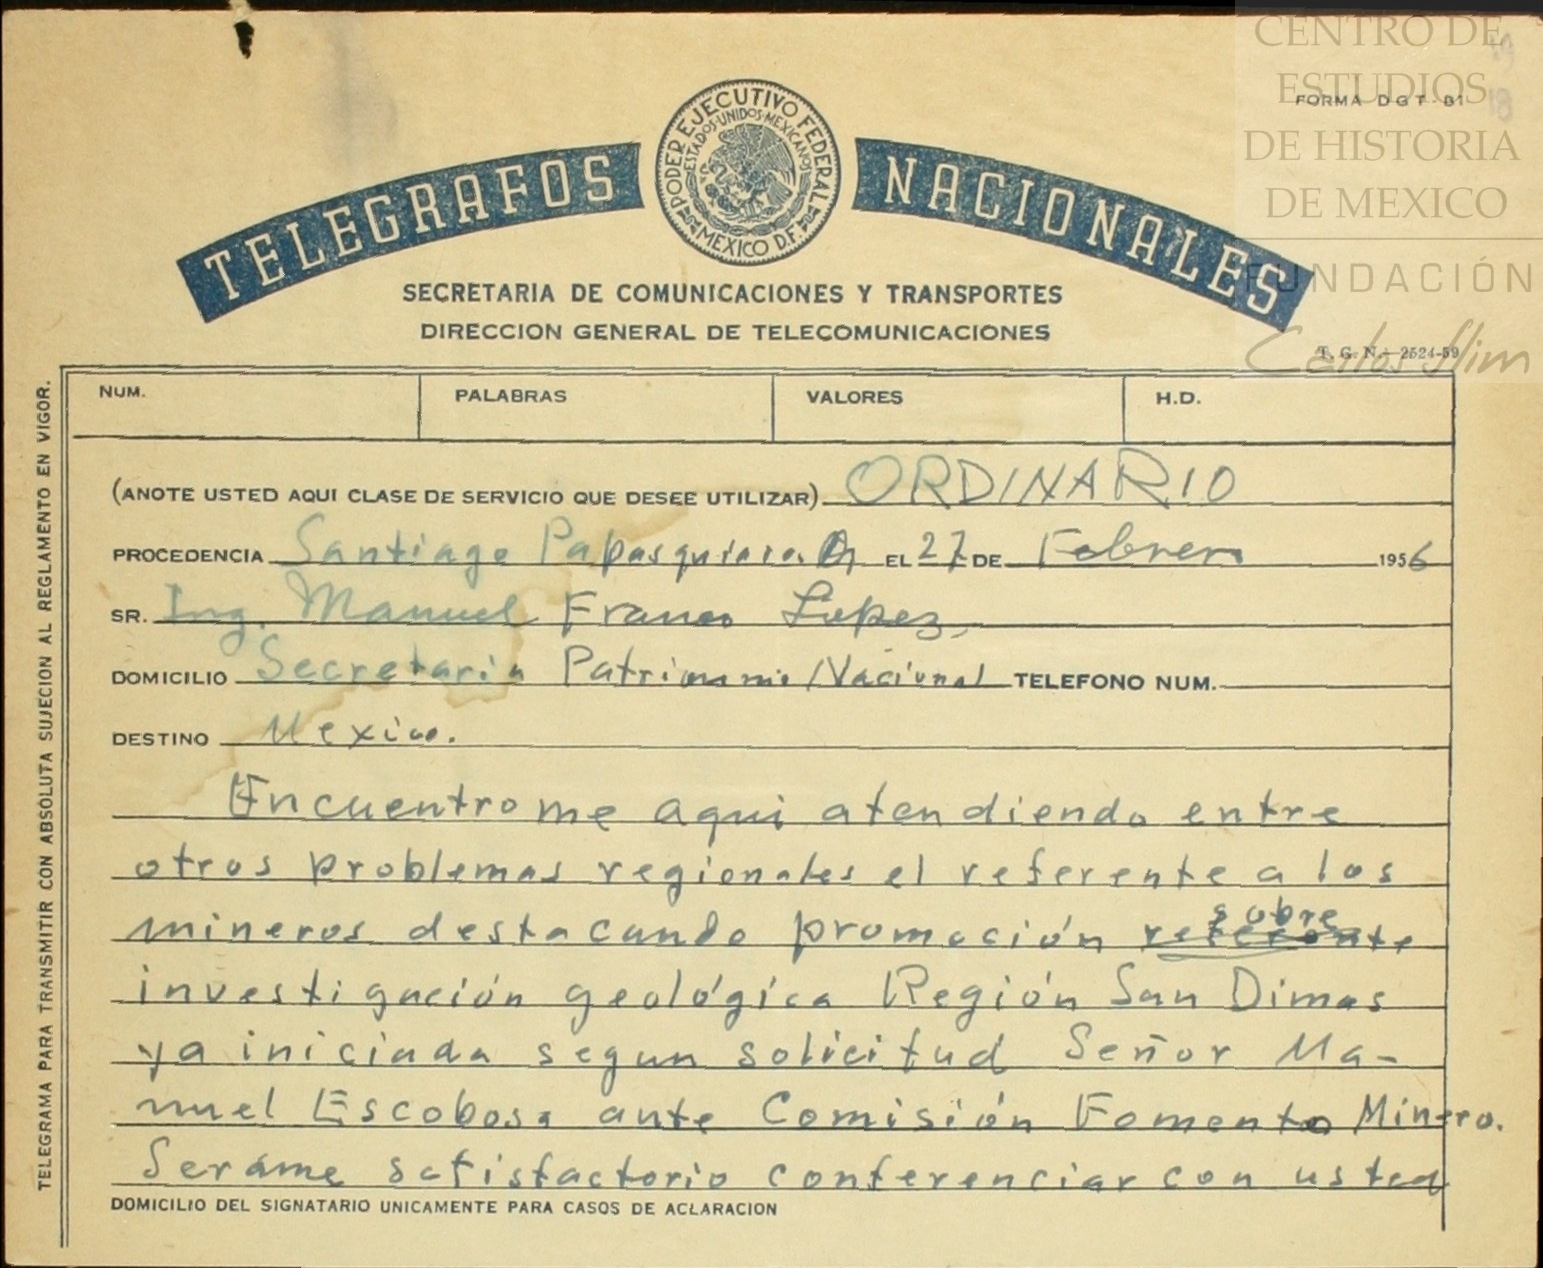 CENTRO DE
ESTUDIOS
DE HISTORIA
DE MEXICO
FUNDACIÓN
Carlos Slim
FORMA DGT-B1
TELEGRAFOS NACIONALES
PODER EJECUTIVO FEDERAL
ESTADOS·UNIDOS·MEXICANOS
MEXICO D.F.
SECRETARIA DE COMUNICACIONES Y TRANSPORTES
DIRECCION GENERAL DE TELECOMUNICACIONES
T. G. N.—2524-59
NUM. PALABRAS VALORES H.D.
(ANOTE USTED AQUI CLASE DE SERVICIO QUE DESEE UTILIZAR) ORDINARIO
PROCEDENCIA Santiago Papasquiaro. EL 27 DE Febrero 1956
SR. Ing. Manuel Franco Lopez,
DOMICILIO Secretaria Patrimonio Nacional TELEFONO NUM.
DESTINO Mexico.
Encuentrome aqui atendiendo entre
otros problemas regionales el referente a los
mineros destacando promoción referente sobre
investigación geológica Región San Dimas
ya iniciada segun solicitud Señor Ma-
nuel Escobosa ante Comisión Fomento Minero.
Seráme satisfactorio conferenciar con usted
DOMICILIO DEL SIGNATARIO UNICAMENTE PARA CASOS DE ACLARACION
TELEGRAMA PARA TRANSMITIR CON ABSOLUTA SUJECION AL REGLAMENTO EN VIGOR.